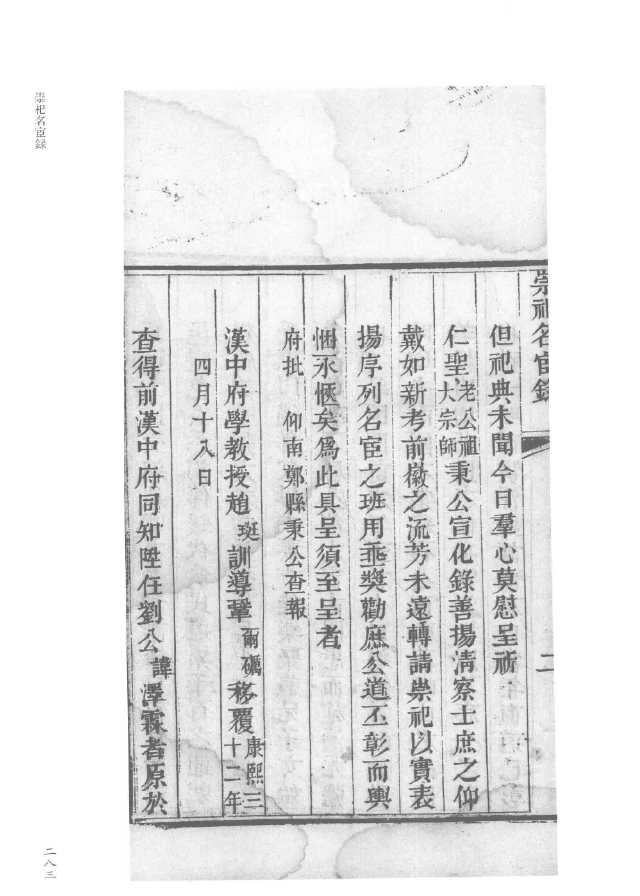 崇祀名宦錄
崇祀名宦錄
二
但祀典未聞今日羣心莫慰呈祈
仁聖老公祖大宗師秉公宣化錄善揚清察士庶之仰
戴如新考前徽之流芳未遠轉請崇祀以實表
揚序列名宦之班用垂獎勸庶公道丕彰而輿
悃永愜矣為此具呈須至呈者
府批仰南鄭縣秉公查報
漢中府學教授趙珽訓導鞏爾礪移覆康熙三十二年
四月十八日
查得前漢中府同知陞任劉公諱澤霖者原於
二八三